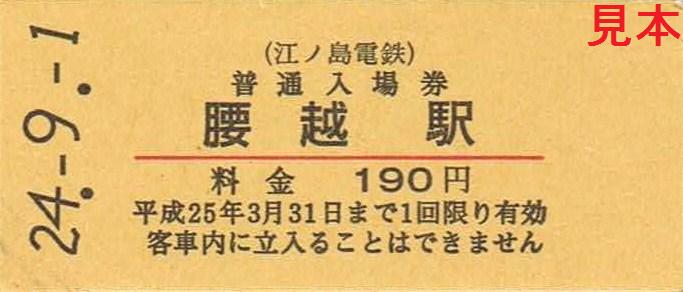 見本
24.-9.-1
(江ノ島電鉄)
普通入場券
腰越駅
料金 190円
平成25年3月31日まで1回限り有効
客車内に立入ることはできません